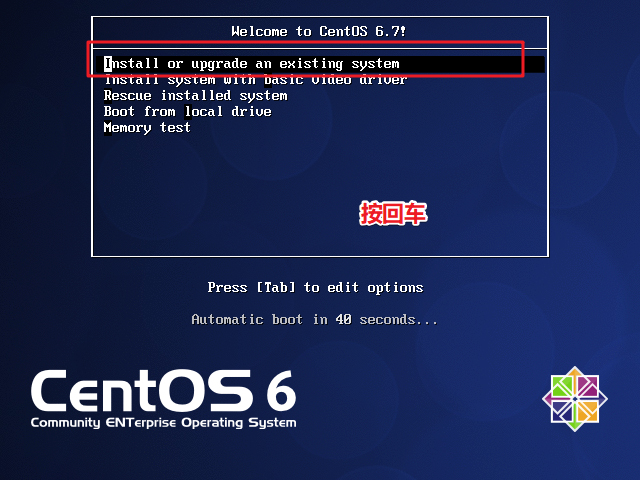 Welcome to CentOS 6.7!
Install or upgrade an existing system
Install system with basic video driver
Rescue installed system
Boot from local drive
Memory test
按回车
Press [Tab] to edit options
Automatic boot in 40 seconds...
CentOS 6
Community ENTerprise Operating System